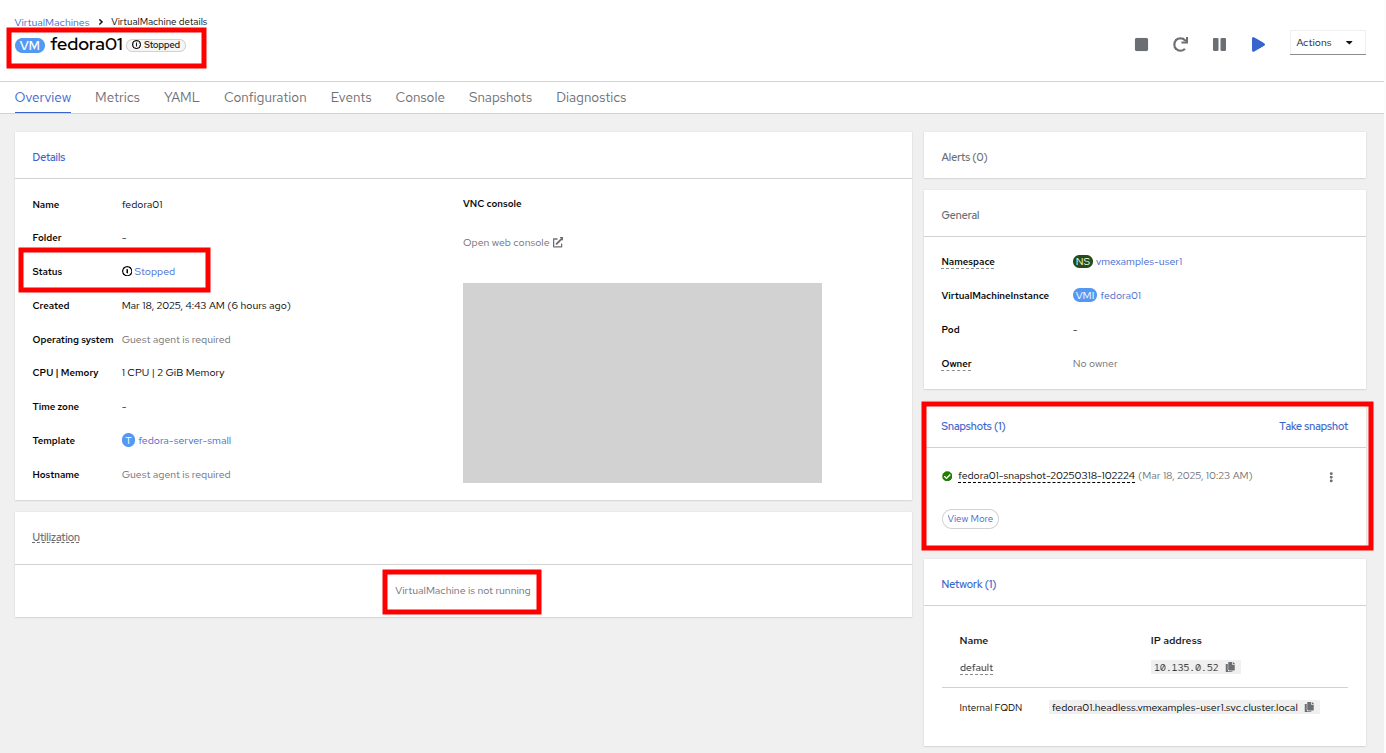 VirtualMachines > VirtualMachine details
VM fedora01 Stopped
Actions
Overview Metrics YAML Configuration Events Console Snapshots Diagnostics
Details
Name fedora01
Folder -
Status Stopped
Created Mar 18, 2025, 4:43 AM (6 hours ago)
Operating system Guest agent is required
CPU | Memory 1 CPU | 2 GiB Memory
Time zone -
Template T fedora-server-small
Hostname Guest agent is required
VNC console
Open web console
Utilization
VirtualMachine is not running
Alerts (0)
General
Namespace NS vmexamples-user1
VirtualMachineInstance VMI fedora01
Pod -
Owner No owner
Snapshots (1) Take snapshot
fedora01-snapshot-20250318-102224 (Mar 18, 2025, 10:23 AM)
View More
Network (1)
Name IP address
default 10.135.0.52
Internal FQDN fedora01.headless.vmexamples-user1.svc.cluster.local